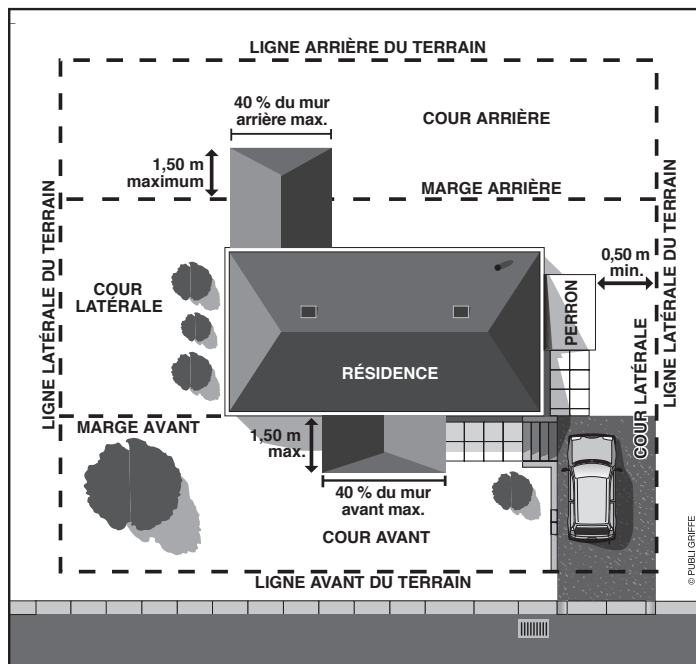 LIGNE ARRIÈRE DU TERRAIN
40 % du mur
arrière max.
COUR ARRIÈRE
1,50 m
maximum
MARGE ARRIÈRE
LIGNE LATÉRALE DU TERRAIN
COUR
LATÉRALE
0,50 m
min.
PERRON
LIGNE LATÉRALE DU TERRAIN
COUR LATÉRALE
RÉSIDENCE
MARGE AVANT
1,50 m
max.
40 % du mur
avant max.
COUR AVANT
LIGNE AVANT DU TERRAIN
© PUBLI GRIFFE